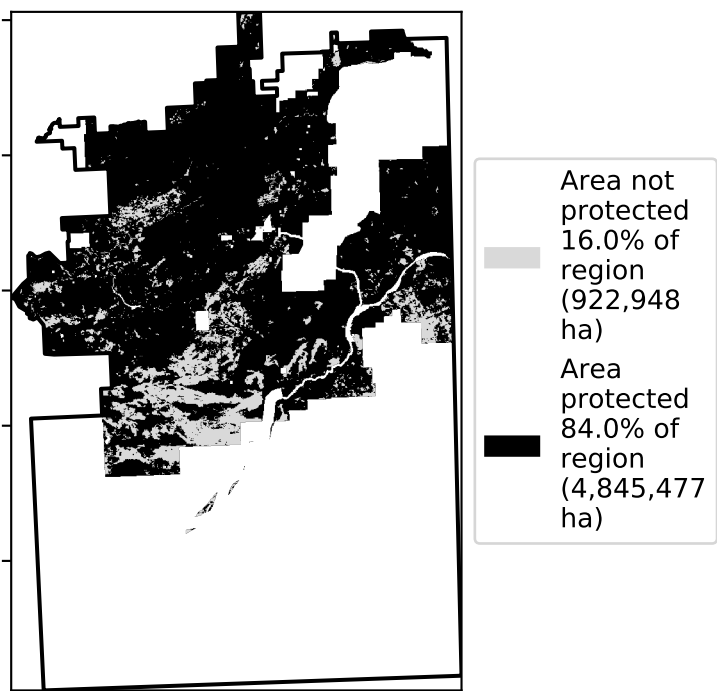 Area not
protected
16.0% of
region
(922,948
ha)
Area
protected
84.0% of
region
(4,845,477
ha)